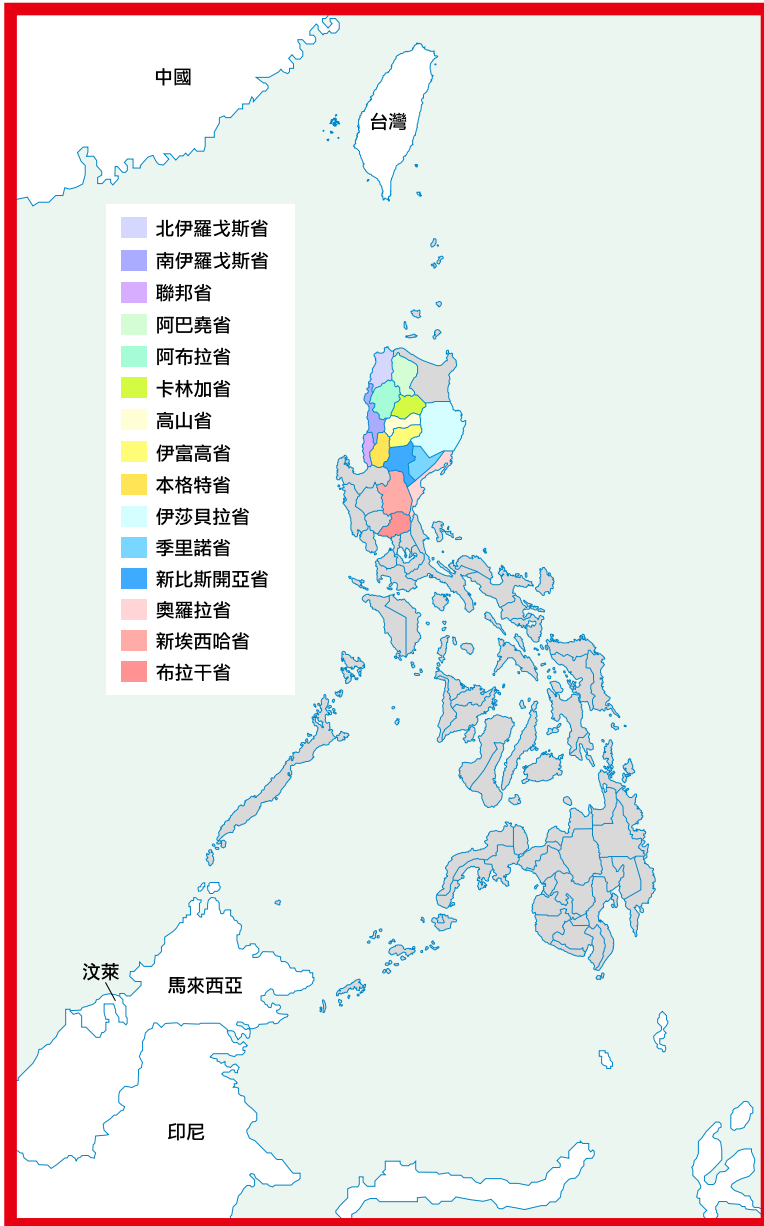 中國
台灣
北伊羅戈斯省
南伊羅戈斯省
聯邦省
阿巴堯省
阿布拉省
卡林加省
高山省
伊富高省
本格特省
伊莎貝拉省
季里諾省
新比斯開亞省
奧羅拉省
新埃西哈省
布拉干省
汶萊
馬來西亞
印尼